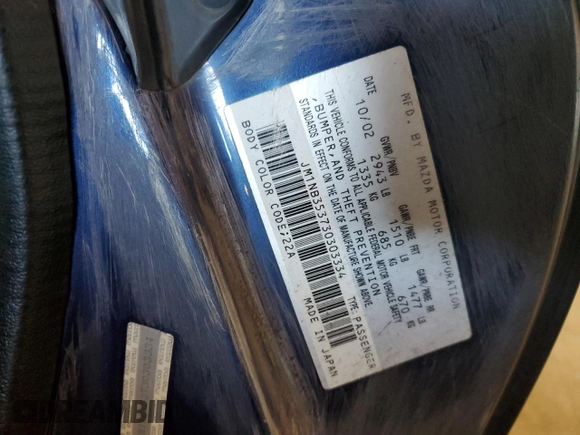 MFD. BY MAZDA MOTOR CORPORATION
DATE GVWR/PNBV GAWR/PNBE FRT GAWR/PNBE RR
10/02 2943 LB 1510 LB 1477 LB
1335 KG 685 KG 670 KG
THIS VEHICLE CONFORMS TO ALL APPLICABLE FEDERAL MOTOR VEHICLE SAFETY
, BUMPER, AND THEFT PREVENTION
STANDARDS IN EFFECT ON THE DATE OF MANUFACTURE SHOWN ABOVE.
JM1NB353730303334 TYPE: PASSENGER
BODY COLOR CODE;22A MADE IN JAPAN
DREAMBID